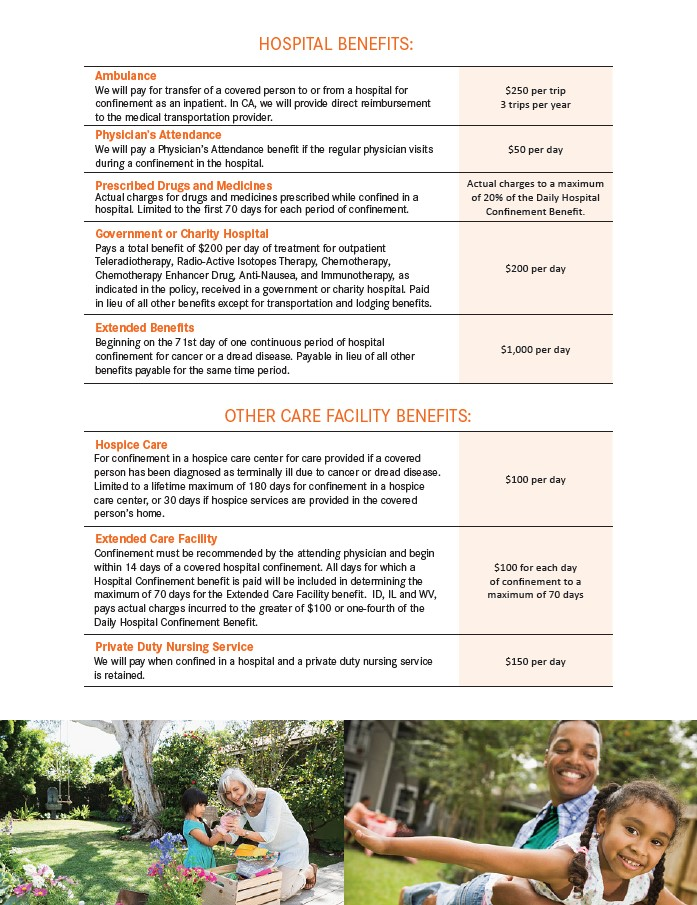 HOSPITAL BENEFITS:
Ambulance
We will pay for transfer of a covered person to or from a hospital for
confinement as an inpatient. In CA, we will provide direct reimbursement
to the medical transportation provider.
$250 per trip
3 trips per year
Physician's Attendance
We will pay a Physician's Attendance benefit if the regular physician visits
during a confinement in the hospital.
$50 per day
Prescribed Drugs and Medicines
Actual charges for drugs and medicines prescribed while confined in a
hospital. Limited to the first 70 days for each period of confinement.
Actual charges to a maximum
of 20% of the Daily Hospital
Confinement Benefit.
Government or Charity Hospital
Pays a total benefit of $200 per day of treatment for outpatient
Teleradiotherapy, Radio-Active Isotopes Therapy, Chemotherapy,
Chemotherapy Enhancer Drug, Anti-Nausea, and Immunotherapy, as
indicated in the policy, received in a government or charity hospital. Paid
in lieu of all other benefits except for transportation and lodging benefits.
$200 per day
Extended Benefits
Beginning on the 71st day of one continuous period of hospital
confinement for cancer or a dread disease. Payable in lieu of all other
benefits payable for the same time period.
$1,000 per day
OTHER CARE FACILITY BENEFITS:
Hospice Care
For confinement in a hospice care center for care provided if a covered
person has been diagnosed as terminally ill due to cancer or dread disease.
Limited to a lifetime maximum of 180 days for confinement in a hospice
care center, or 30 days if hospice services are provided in the covered
person's home.
$100 per day
Extended Care Facility
Confinement must be recommended by the attending physician and begin
within 14 days of a covered hospital confinement. All days for which a
Hospital Confinement benefit is paid will be included in determining the
maximum of 70 days for the Extended Care Facility benefit. ID, IL and WV,
pays actual charges incurred to the greater of $100 or one-fourth of the
Daily Hospital Confinement Benefit.
$100 for each day
of confinement to a
maximum of 70 days
Private Duty Nursing Service
We will pay when confined in a hospital and a private duty nursing service
is retained.
$150 per day